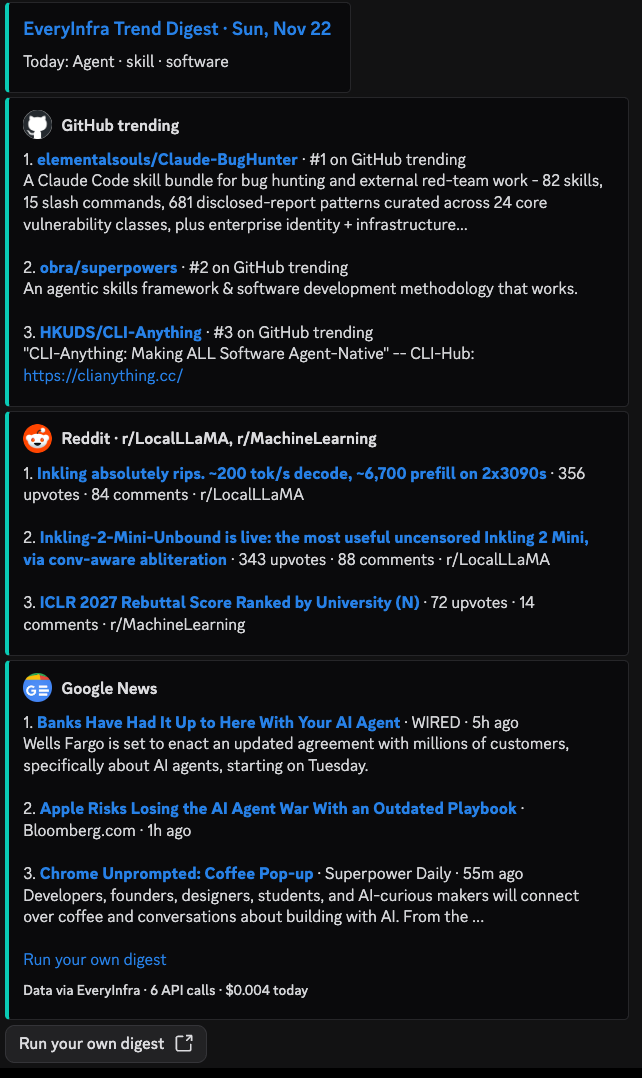 EveryInfra Trend Digest · Sun, Nov 22
Today: Agent · skill · software
GitHub trending
1. elementalsouls/Claude-BugHunter · #1 on GitHub trending
A Claude Code skill bundle for bug hunting and external red-team work - 82 skills,
15 slash commands, 681 disclosed-report patterns curated across 24 core
vulnerability classes, plus enterprise identity + infrastructure...
2. obra/superpowers · #2 on GitHub trending
An agentic skills framework & software development methodology that works.
3. HKUDS/CLI-Anything · #3 on GitHub trending
"CLI-Anything: Making ALL Software Agent-Native" -- CLI-Hub:
https://clianything.cc/
Reddit · r/LocalLLaMA, r/MachineLearning
1. Inkling absolutely rips. ~200 tok/s decode, ~6,700 prefill on 2x3090s · 356
upvotes · 84 comments · r/LocalLLaMA
2. Inkling-2-Mini-Unbound is live: the most useful uncensored Inkling 2 Mini,
via conv-aware abliteration · 343 upvotes · 88 comments · r/LocalLLaMA
3. ICLR 2027 Rebuttal Score Ranked by University (N) · 72 upvotes · 14
comments · r/MachineLearning
Google News
1. Banks Have Had It Up to Here With Your AI Agent · WIRED · 5h ago
Wells Fargo is set to enact an updated agreement with millions of customers,
specifically about AI agents, starting on Tuesday.
2. Apple Risks Losing the AI Agent War With an Outdated Playbook ·
Bloomberg.com · 1h ago
3. Chrome Unprompted: Coffee Pop-up · Superpower Daily · 55m ago
Developers, founders, designers, students, and AI-curious makers will connect
over coffee and conversations about building with AI. From the ...
Run your own digest
Data via EveryInfra · 6 API calls · $0.004 today
Run your own digest